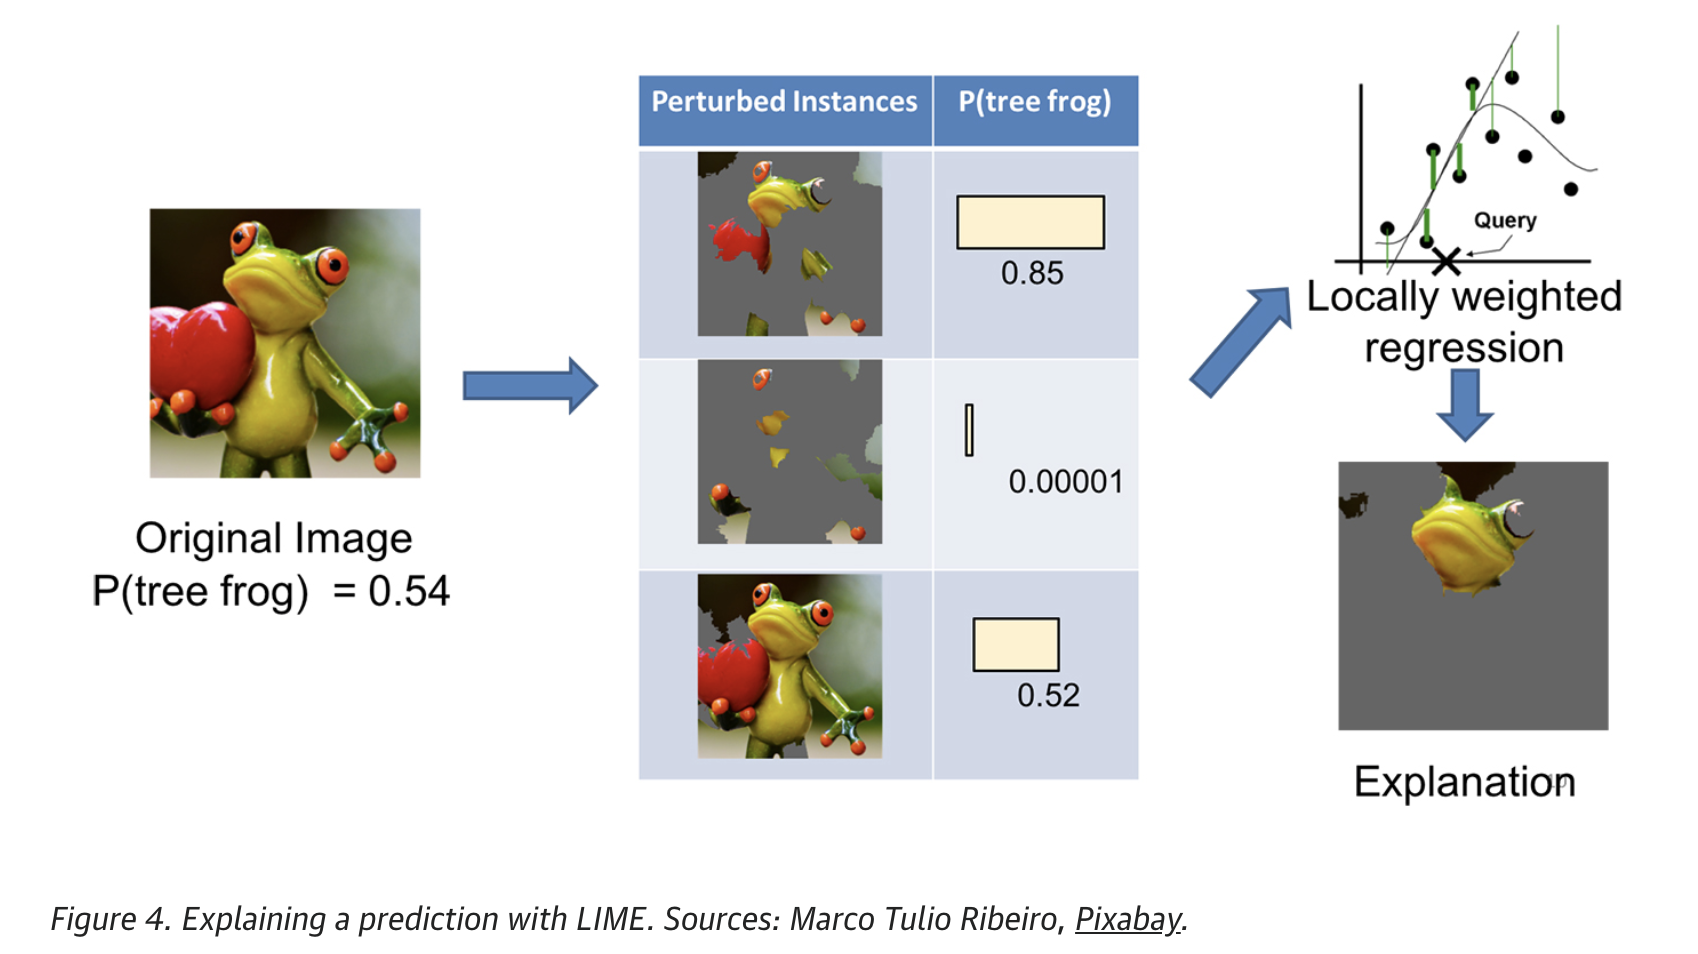 Perturbed Instances P(tree frog)
0.85
0.00001
0.52
Original Image
P(tree frog) = 0.54
Query
Locally weighted
regression
Explanation
Figure 4. Explaining a prediction with LIME. Sources: Marco Tulio Ribeiro, Pixabay.